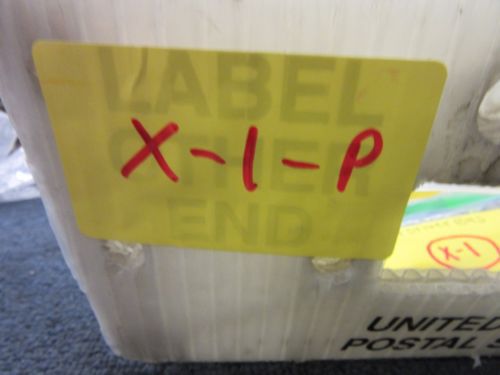 LABEL
OTHER
END
X-1-P
X-1
UNITED
POSTAL S